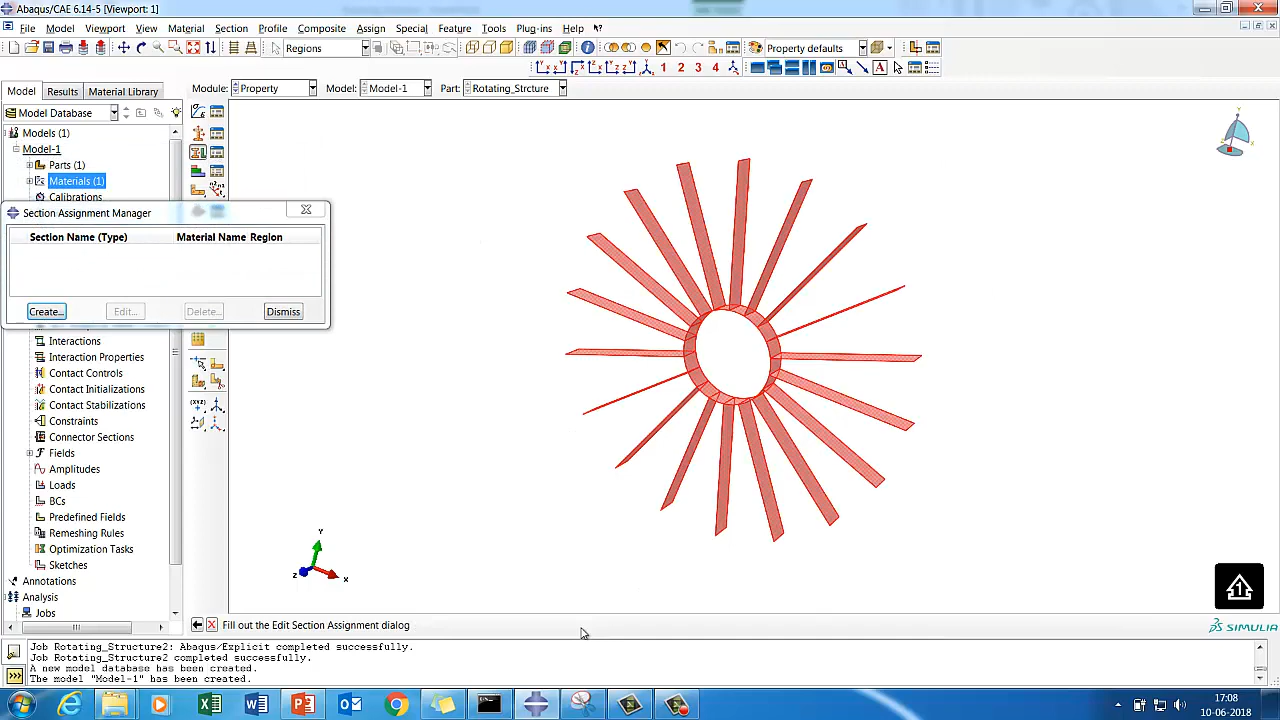 Abaqus/CAE 6.14-5 [Viewport: 1]
File Model Viewport View Material Section Profile Composite Assign Special Feature Tools Plug-ins Help
Regions
Property defaults
1 2 3 4
Model Results Material Library Module: Property Model: Model-1 Part: Rotating_Strcture
Model Database
Models (1)
Model-1
Parts (1)
Materials (1)
Calibrations
Section Assignment Manager
Section Name (Type) Material Name Region
Create... Edit... Delete... Dismiss
Interactions
Interaction Properties
Contact Controls
Contact Initializations
Contact Stabilizations
Constraints
Connector Sections
Fields
Amplitudes
Loads
BCs
Predefined Fields
Remeshing Rules
Optimization Tasks
Sketches
Annotations
Analysis
Jobs
Y
Z
X
Fill out the Edit Section Assignment dialog
SIMULIA
Job Rotating_Structure2: Abaqus/Explicit completed successfully.
Job Rotating_Structure2 completed successfully.
A new model database has been created.
The model "Model-1" has been created.
17:08
10-06-2018